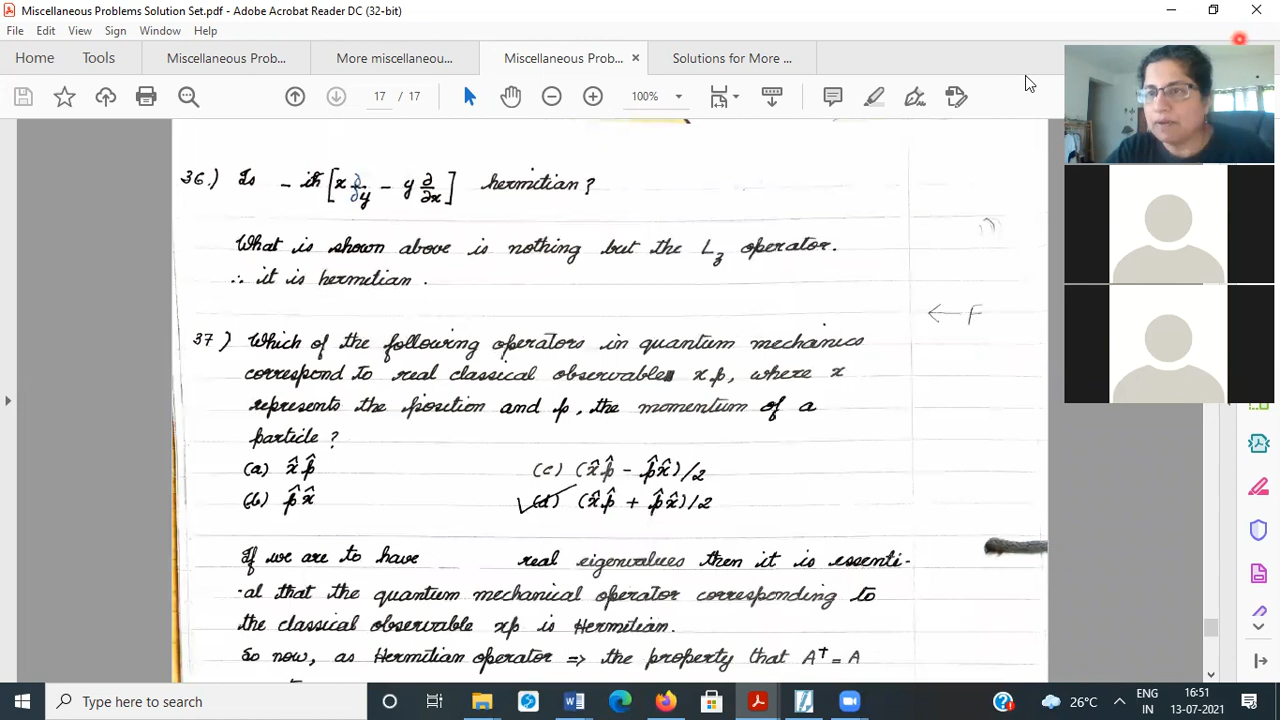 Miscellaneous Problems Solution Set.pdf - Adobe Acrobat Reader DC (32-bit)
File Edit View Sign Window Help
Home Tools Miscellaneous Prob... More miscellaneou... Miscellaneous Prob... × Solutions for More ...
17 / 17 100%
36.) Is - iħ [x ∂/∂y - y ∂/∂x] hermitian?
What is shown above is nothing but the Lz operator.
∴ it is hermitian.
← F
37) Which of the following operators in quantum mechanics
correspond to real classical observable xp, where x
represents the position and p, the momentum of a
particle?
(a) x̂p̂ (c) (x̂p̂ - p̂x̂)/2
(b) p̂x̂ (d) (x̂p̂ + p̂x̂)/2
If we are to have real eigenvalues then it is essenti-
-al that the quantum mechanical operator corresponding to
the classical observable xp is Hermitian.
So now, as Hermitian operator => the property that A† = A
Type here to search
26°C ENG 16:51
IN 13-07-2021